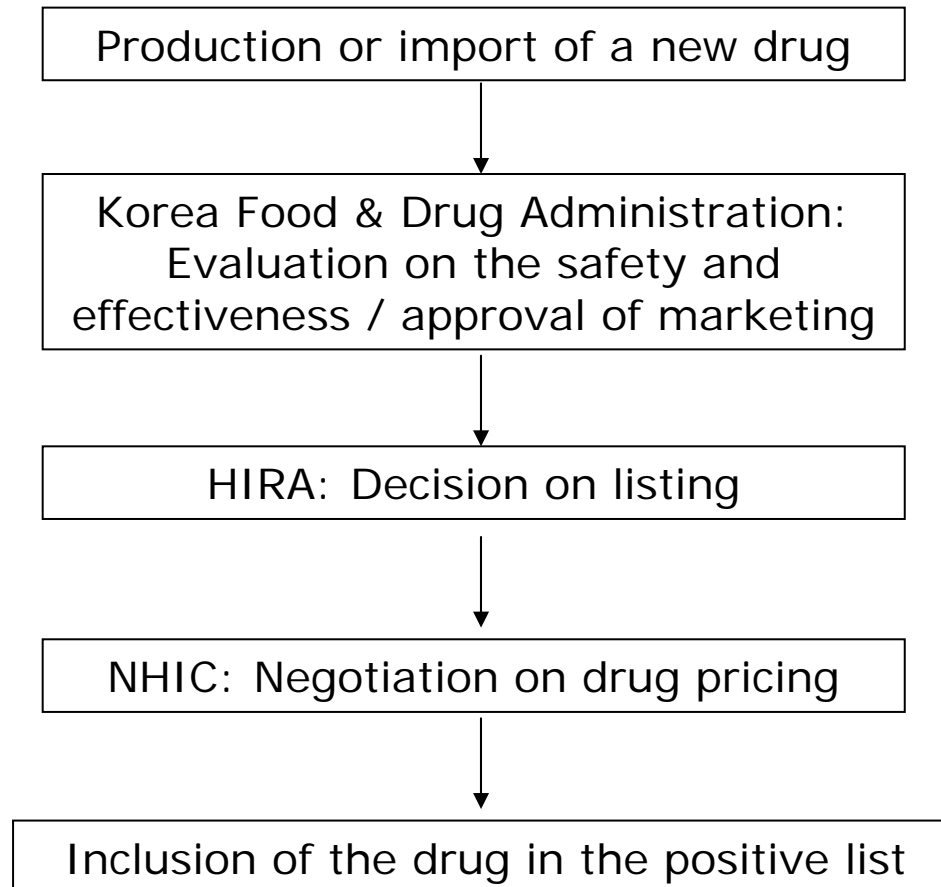 Production or import of a new drug
Korea Food & Drug Administration:
Evaluation on the safety and
effectiveness / approval of marketing
HIRA: Decision on listing
NHIC: Negotiation on drug pricing
Inclusion of the drug in the positive list